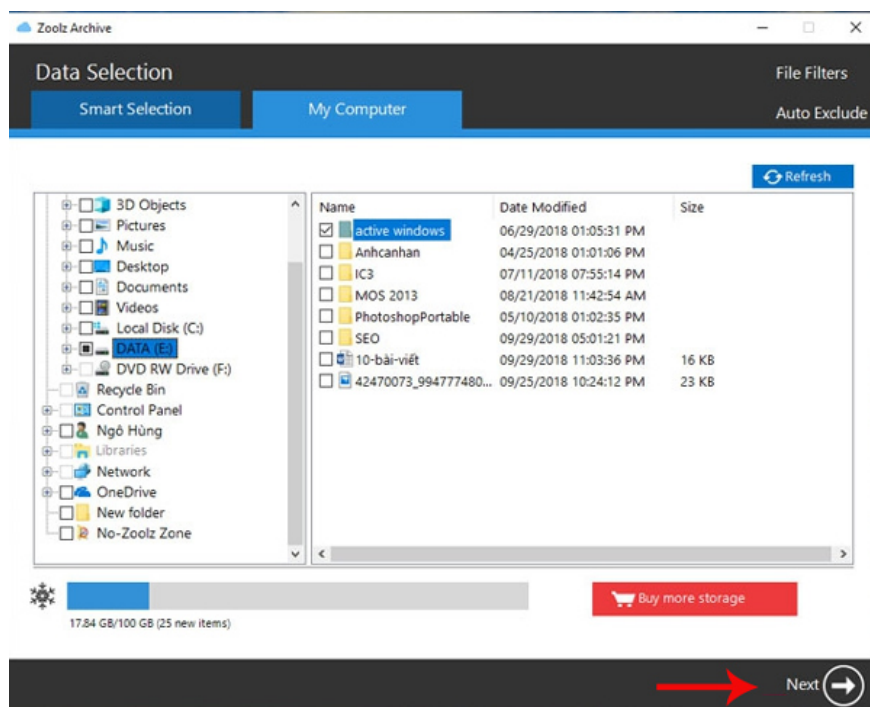 Zoolz Archive
Data Selection
File Filters
Smart Selection
My Computer
Auto Exclude
Refresh
3D Objects
Pictures
Music
Desktop
Documents
Videos
Local Disk (C:)
DATA (E:)
DVD RW Drive (F:)
Recycle Bin
Control Panel
Ngô Hùng
Libraries
Network
OneDrive
New folder
No-Zoolz Zone
Name Date Modified Size
active windows 06/29/2018 01:05:31 PM
Anhcanhan 04/25/2018 01:01:06 PM
IC3 07/11/2018 07:55:14 PM
MOS 2013 08/21/2018 11:42:54 AM
PhotoshopPortable 05/10/2018 01:02:35 PM
SEO 09/29/2018 05:01:21 PM
10-bài-viết 09/29/2018 11:03:36 PM 16 KB
42470073_994777480... 09/25/2018 10:24:12 PM 23 KB
17.84 GB/100 GB (25 new items)
Buy more storage
Next